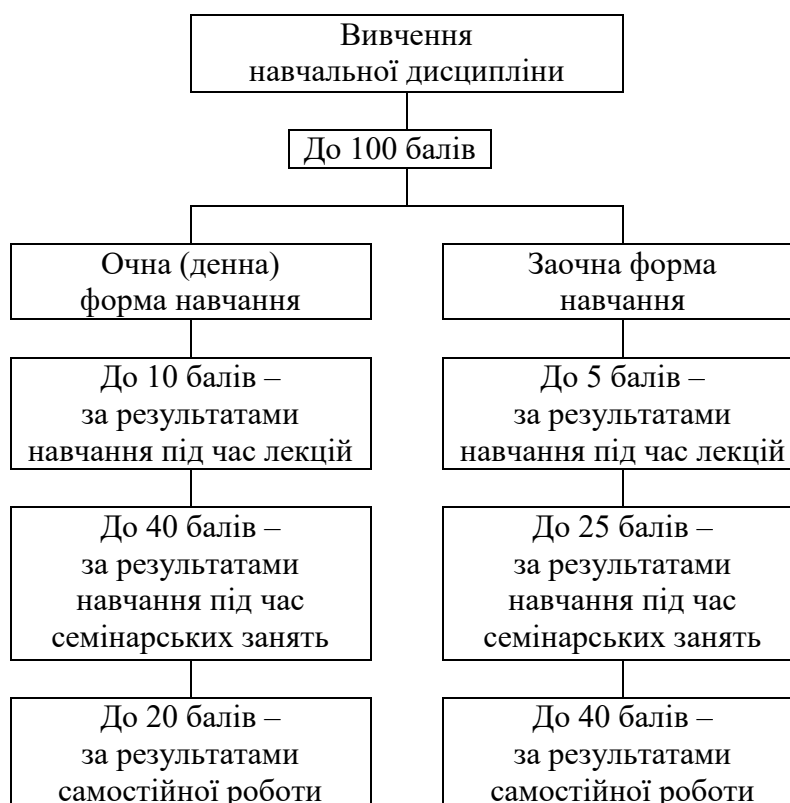 Вивчення
навчальної дисципліни
До 100 балів
Очна (денна)
форма навчання
До 10 балів –
за результатами
навчання під час лекцій
До 40 балів –
за результатами
навчання під час
семінарських занять
До 20 балів –
за результатами
самостійної роботи
Заочна форма
навчання
До 5 балів –
за результатами
навчання під час лекцій
До 25 балів –
за результатами
навчання під час
семінарських занять
До 40 балів –
за результатами
самостійної роботи